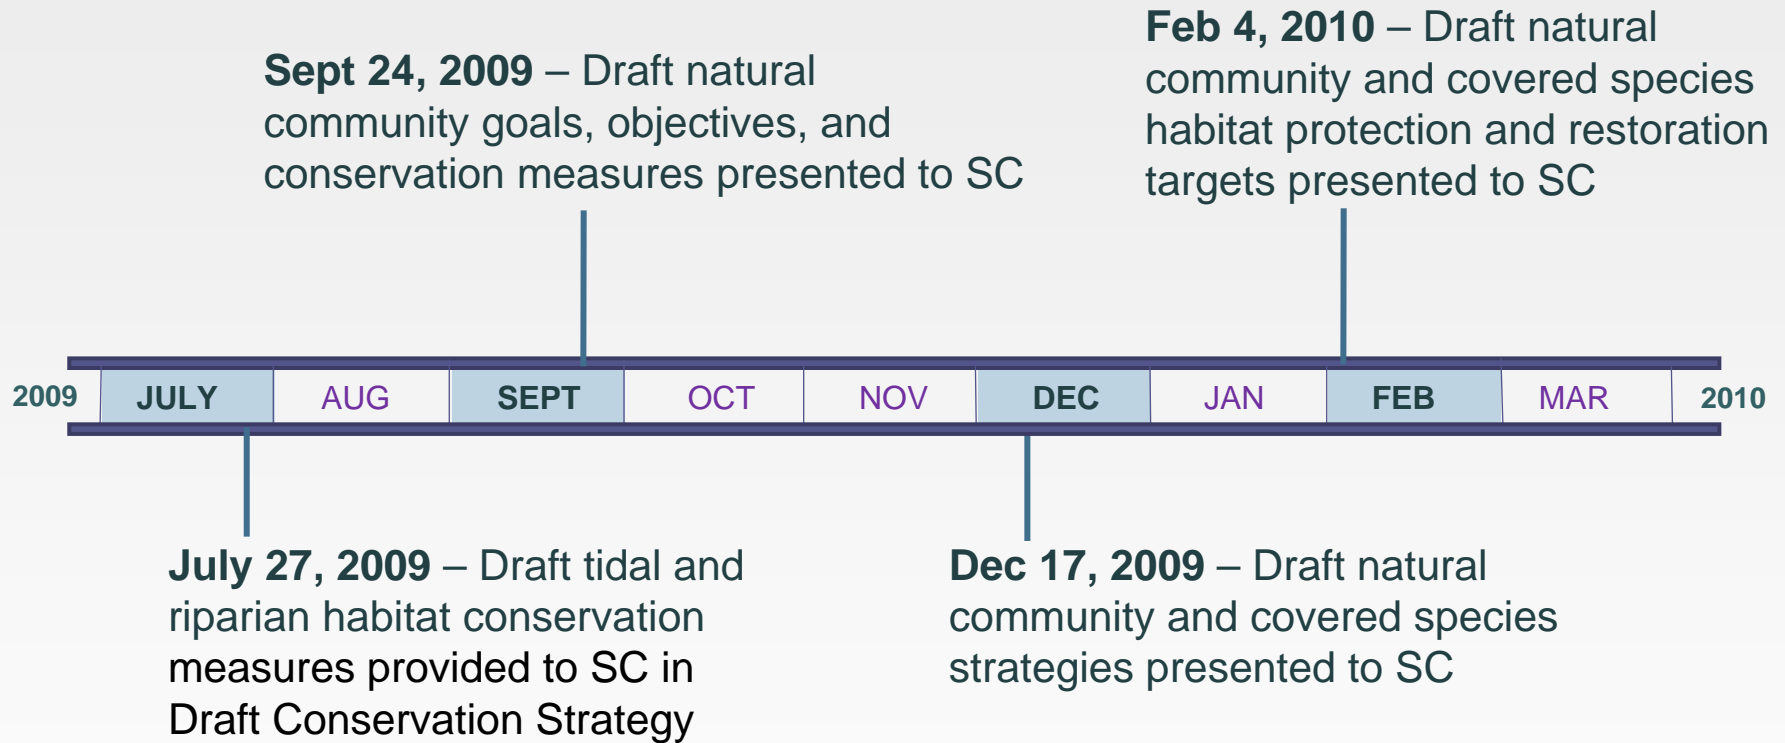 Feb 4, 2010 – Draft natural
community and covered species
habitat protection and restoration
targets presented to SC
Sept 24, 2009 – Draft natural
community goals, objectives, and
conservation measures presented to SC
2009 JULY AUG SEPT OCT NOV DEC JAN FEB MAR 2010
July 27, 2009 – Draft tidal and
riparian habitat conservation
measures provided to SC in
Draft Conservation Strategy
Dec 17, 2009 – Draft natural
community and covered species
strategies presented to SC